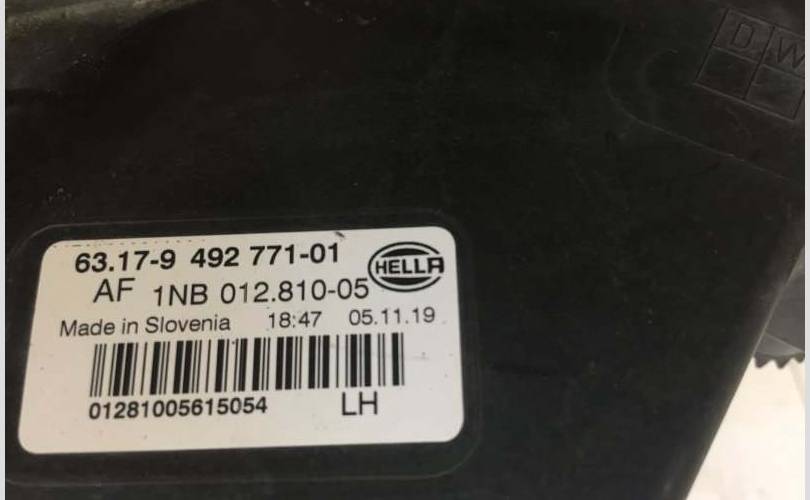 D W
63.17-9 492 771-01
HELLA
AF 1NB 012.810-05
Made in Slovenia 18:47 05.11.19
01281005615054 LH